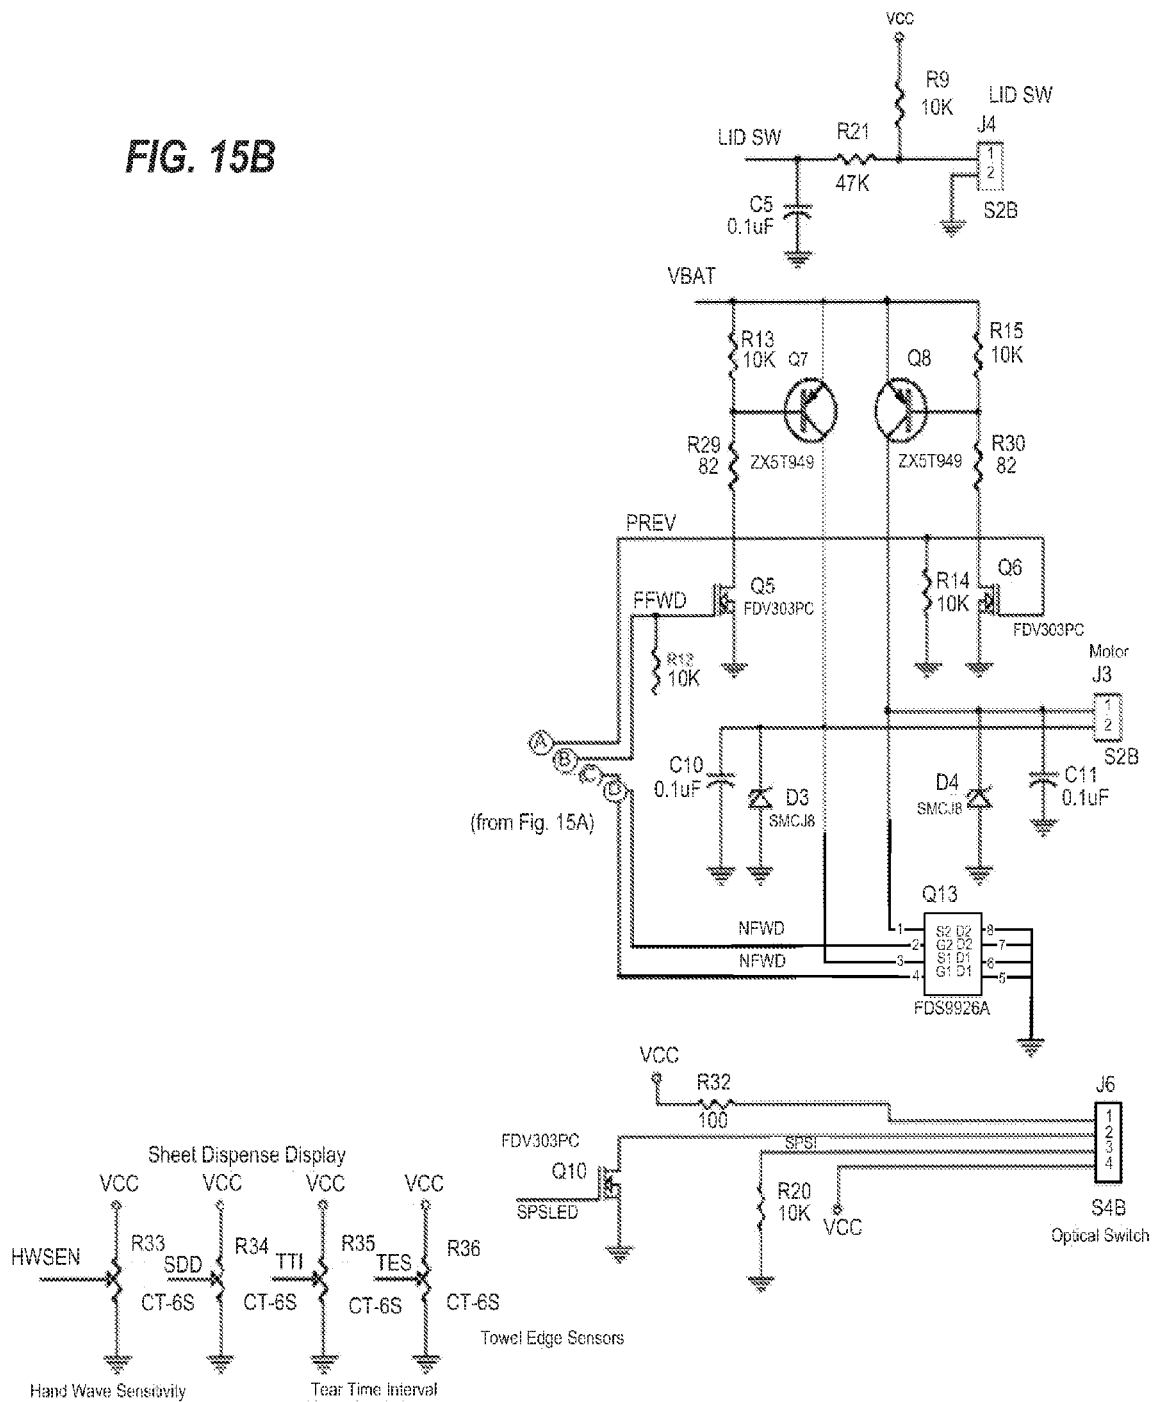 FIG. 15B
VCC
R9
10K
LID SW
J4
LID SW
R21
47K
1
2
C5
0.1uF
S2B
VBAT
R13
10K
Q7
Q8
R15
10K
R29
82
ZX5T949
ZX5T949
R30
82
PREV
Q5
FDV303PC
R14
10K
Q6
FDV303PC
FFWD
R12
10K
Motor
J3
1
2
S2B
A
B
C
D
(from Fig. 15A)
C10
0.1uF
D3
SMCJ8
D4
SMCJ8
C11
0.1uF
Q13
NFWD
NFWD
1 S2 D2 8
2 G2 D2 7
3 S1 D1 6
4 G1 D1 5
FDS9926A
VCC
R32
100
J6
1
2
3
4
FDV303PC
Q10
SPSI
SPSLED
R20
10K
VCC
S4B
Optical Switch
Sheet Dispense Display
VCC VCC VCC VCC
HWSEN
R33
SDD
R34
TTI
R35
TES
R36
CT-6S CT-6S CT-6S CT-6S
Towel Edge Sensors
Hand Wave Sensitivity
Tear Time Interval